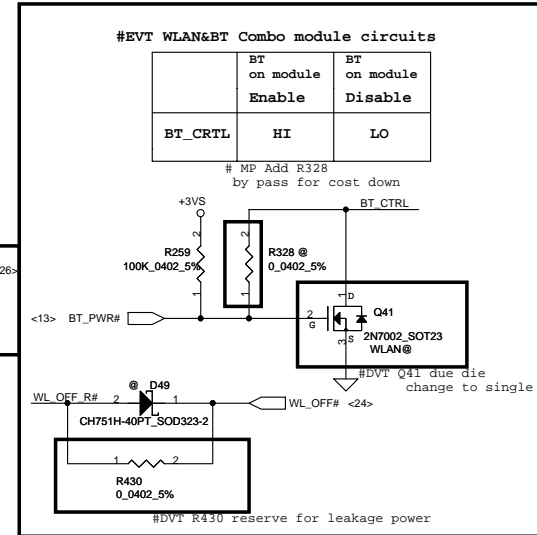 #EVT WLAN&BT Combo module circuits
BT
on module
Enable
BT
on module
Disable
BT_CRTL
HI
LO
# MP Add R328
by pass for cost down
+3VS
BT_CTRL
2
2
R259
100K_0402_5%
R328 @
0_0402_5%
26>
1
1
1
D
Q41
<13>
BT_PWR#
2
G
S
3
2N7002_SOT23
WLAN@
#DVT Q41 due die
change to single
@
D49
WL_OFF_R#
2
1
WL_OFF#
<24>
CH751H-40PT_SOD323-2
1
2
R430
0_0402_5%
#DVT R430 reserve for leakage power